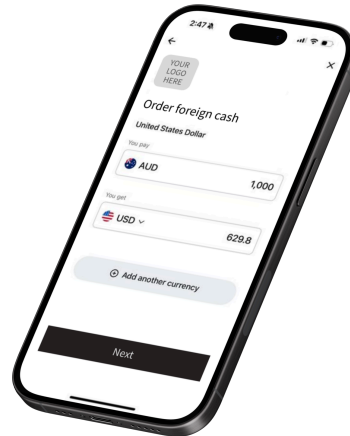 2:47
YOUR
LOGO
HERE
Order foreign cash
United States Dollar
You pay
AUD
1,000
You get
USD
629.8
Add another currency
Next